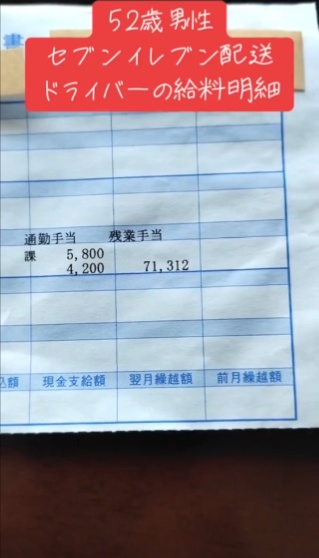 書
52歳男性
セブンイレブン配送
ドライバーの給料明細
通勤手当 残業手当
課 5,800
4,200 71,312
込額 現金支給額 翌月繰越額 前月繰越額